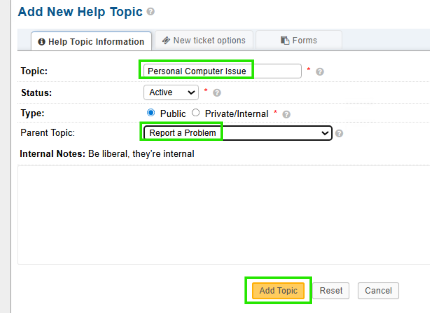 Add New Help Topic
Help Topic Information New ticket options Forms
Topic: Personal Computer Issue *
Status: Active *
Type: Public Private/Internal *
Parent Topic: Report a Problem
Internal Notes: Be liberal, they're internal
Add Topic Reset Cancel